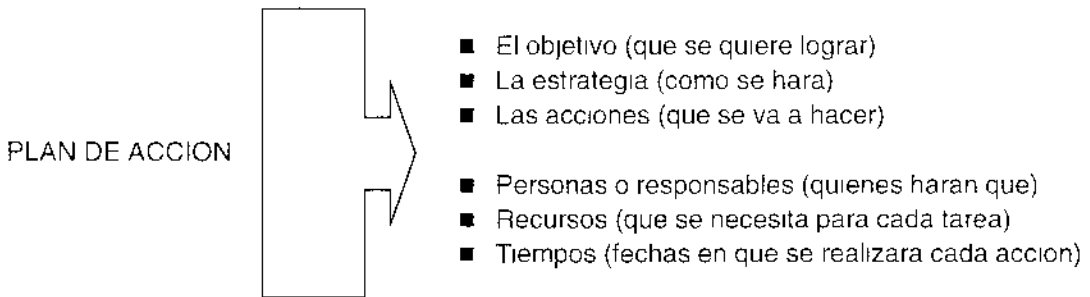 ■ El objetivo (que se quiere lograr)
■ La estrategia (como se hara)
■ Las acciones (que se va a hacer)
PLAN DE ACCION
■ Personas o responsables (quienes haran que)
■ Recursos (que se necesita para cada tarea)
■ Tiempos (fechas en que se realizara cada accion)